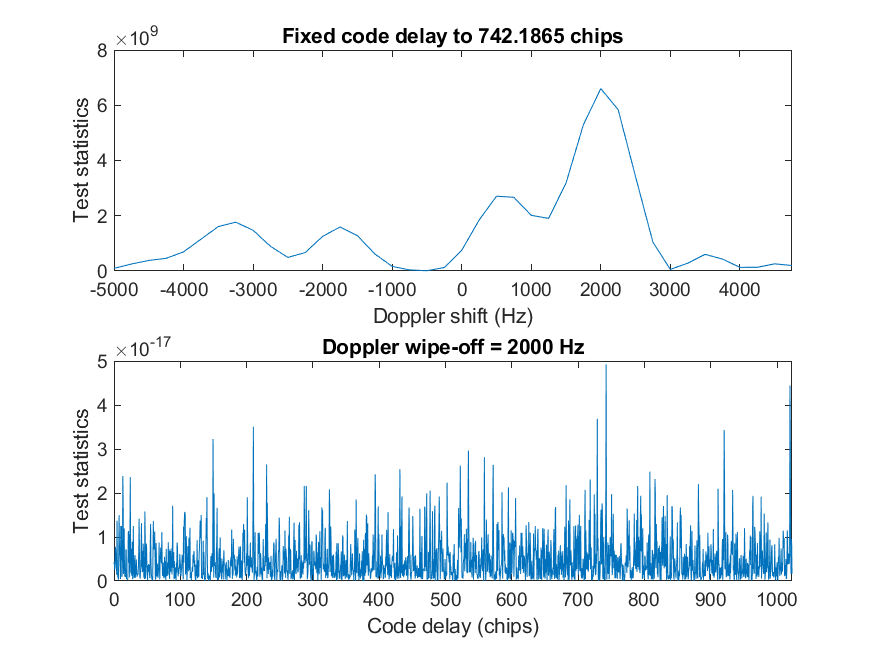 ×10^9
Fixed code delay to 742.1865 chips
8
6
4
2
0
Test statistics
-5000 -4000 -3000 -2000 -1000 0 1000 2000 3000 4000
Doppler shift (Hz)
×10^-17
Doppler wipe-off = 2000 Hz
5
4
3
2
1
0
Test statistics
0 100 200 300 400 500 600 700 800 900 1000
Code delay (chips)